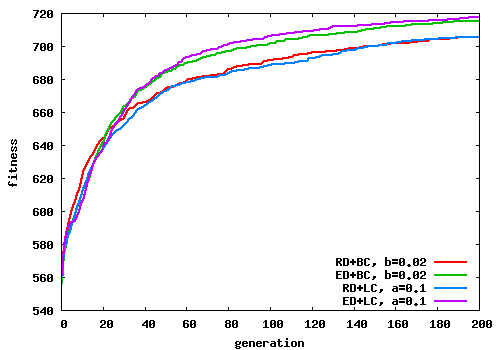 720
700
680
660
640
620
600
580
560
540
fitness
RD+BC, b=0.02
ED+BC, b=0.02
RD+LC, a=0.1
ED+LC, a=0.1
0 20 40 60 80 100 120 140 160 180 200
generation